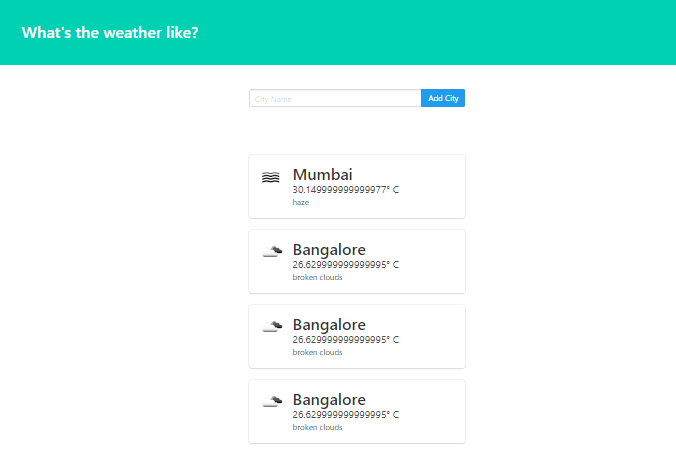 What's the weather like?
City Name
Add City
Mumbai
30.149999999999977° C
haze
Bangalore
26.629999999999995° C
broken clouds
Bangalore
26.629999999999995° C
broken clouds
Bangalore
26.629999999999995° C
broken clouds